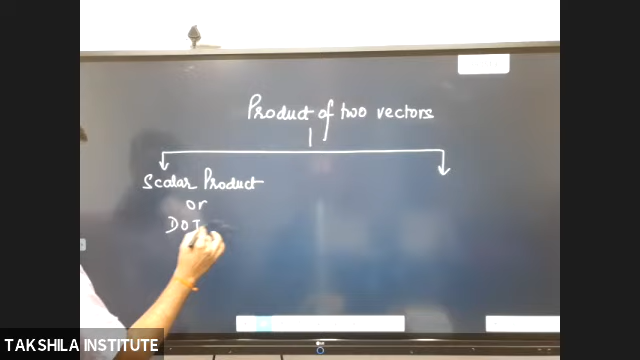 Product of two vectors
Scalar Product
or
DOT
TAKSHILA INSTITUTE